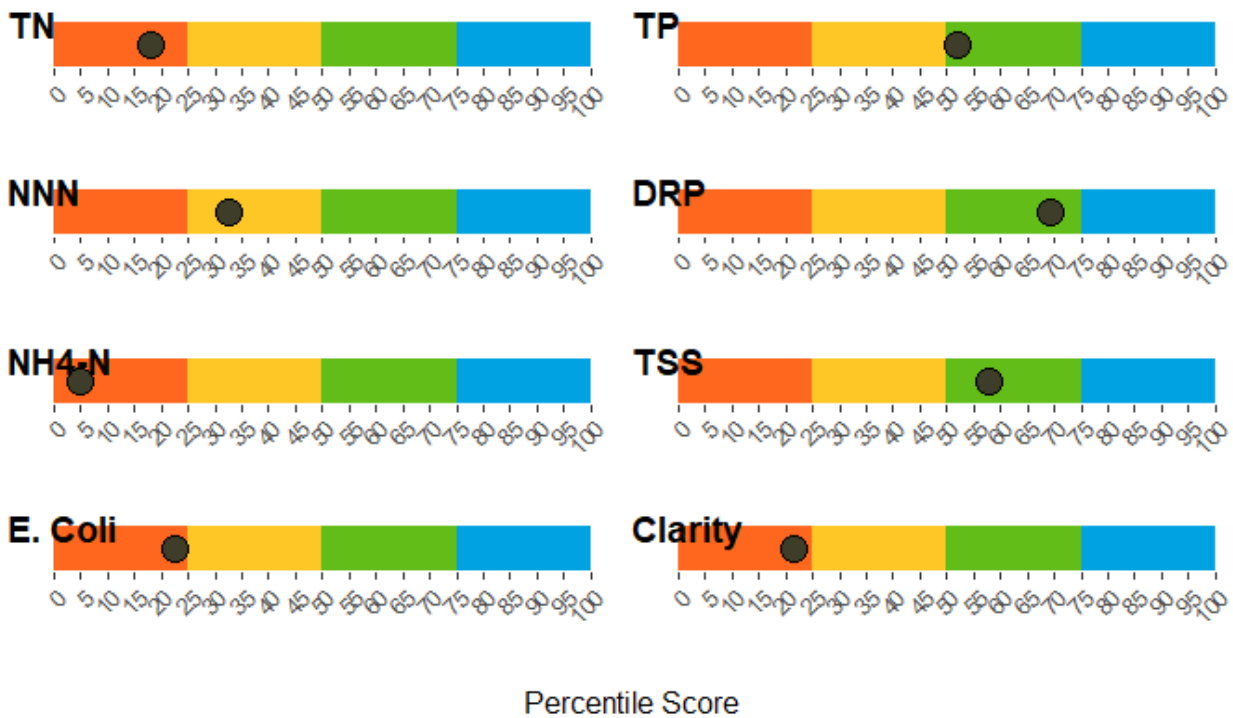 TN
0 5 10 15 20 25 30 35 40 45 50 55 60 65 70 75 80 85 90 95 100
TP
0 5 10 15 20 25 30 35 40 45 50 55 60 65 70 75 80 85 90 95 100
NNN
0 5 10 15 20 25 30 35 40 45 50 55 60 65 70 75 80 85 90 95 100
DRP
0 5 10 15 20 25 30 35 40 45 50 55 60 65 70 75 80 85 90 95 100
NH4-N
0 5 10 15 20 25 30 35 40 45 50 55 60 65 70 75 80 85 90 95 100
TSS
0 5 10 15 20 25 30 35 40 45 50 55 60 65 70 75 80 85 90 95 100
E. Coli
0 5 10 15 20 25 30 35 40 45 50 55 60 65 70 75 80 85 90 95 100
Clarity
0 5 10 15 20 25 30 35 40 45 50 55 60 65 70 75 80 85 90 95 100
Percentile Score